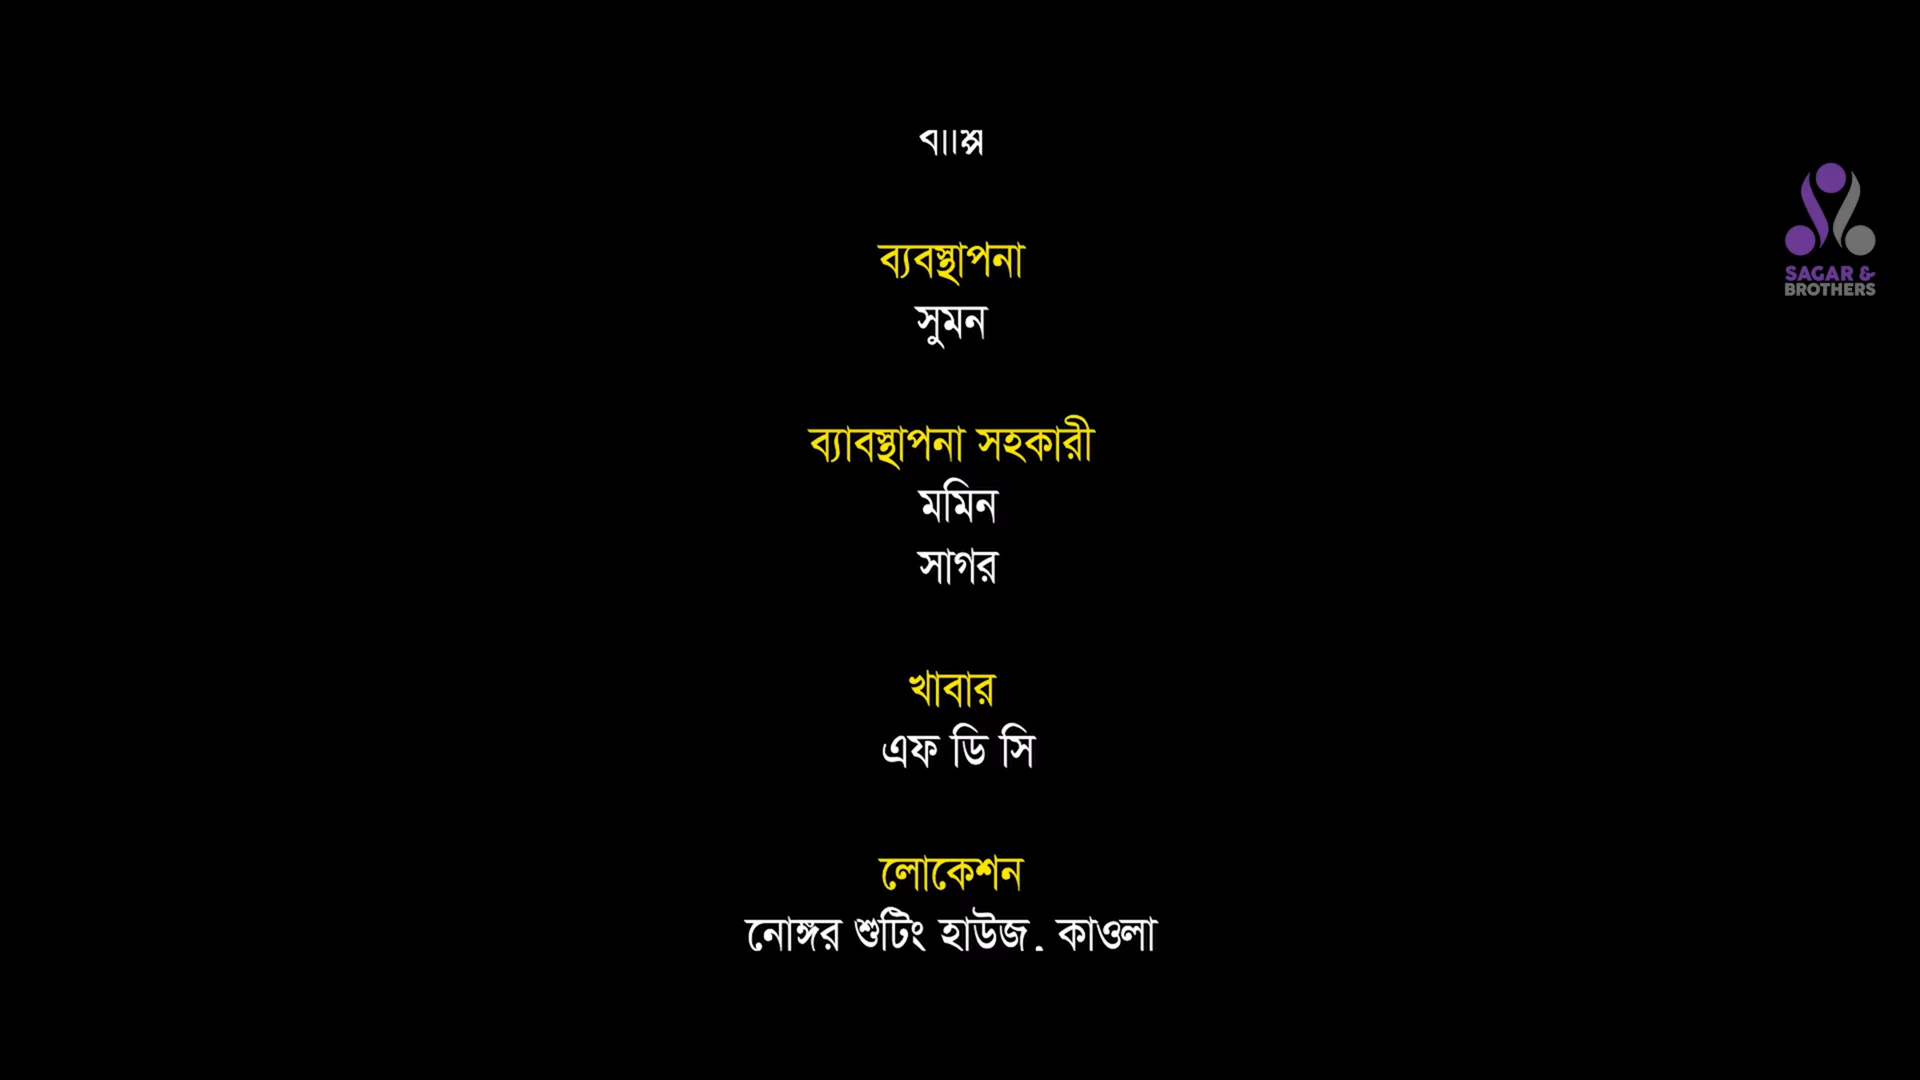 ব্যবস্থাপনা
সুমন
ব্যাবস্থাপনা সহকারী
মমিন
সাগর
খাবার
এফ ডি সি
লোকেশন
নোঙ্গর শুটিং হাউজ, কাওলা
SAGAR &
BROTHERS